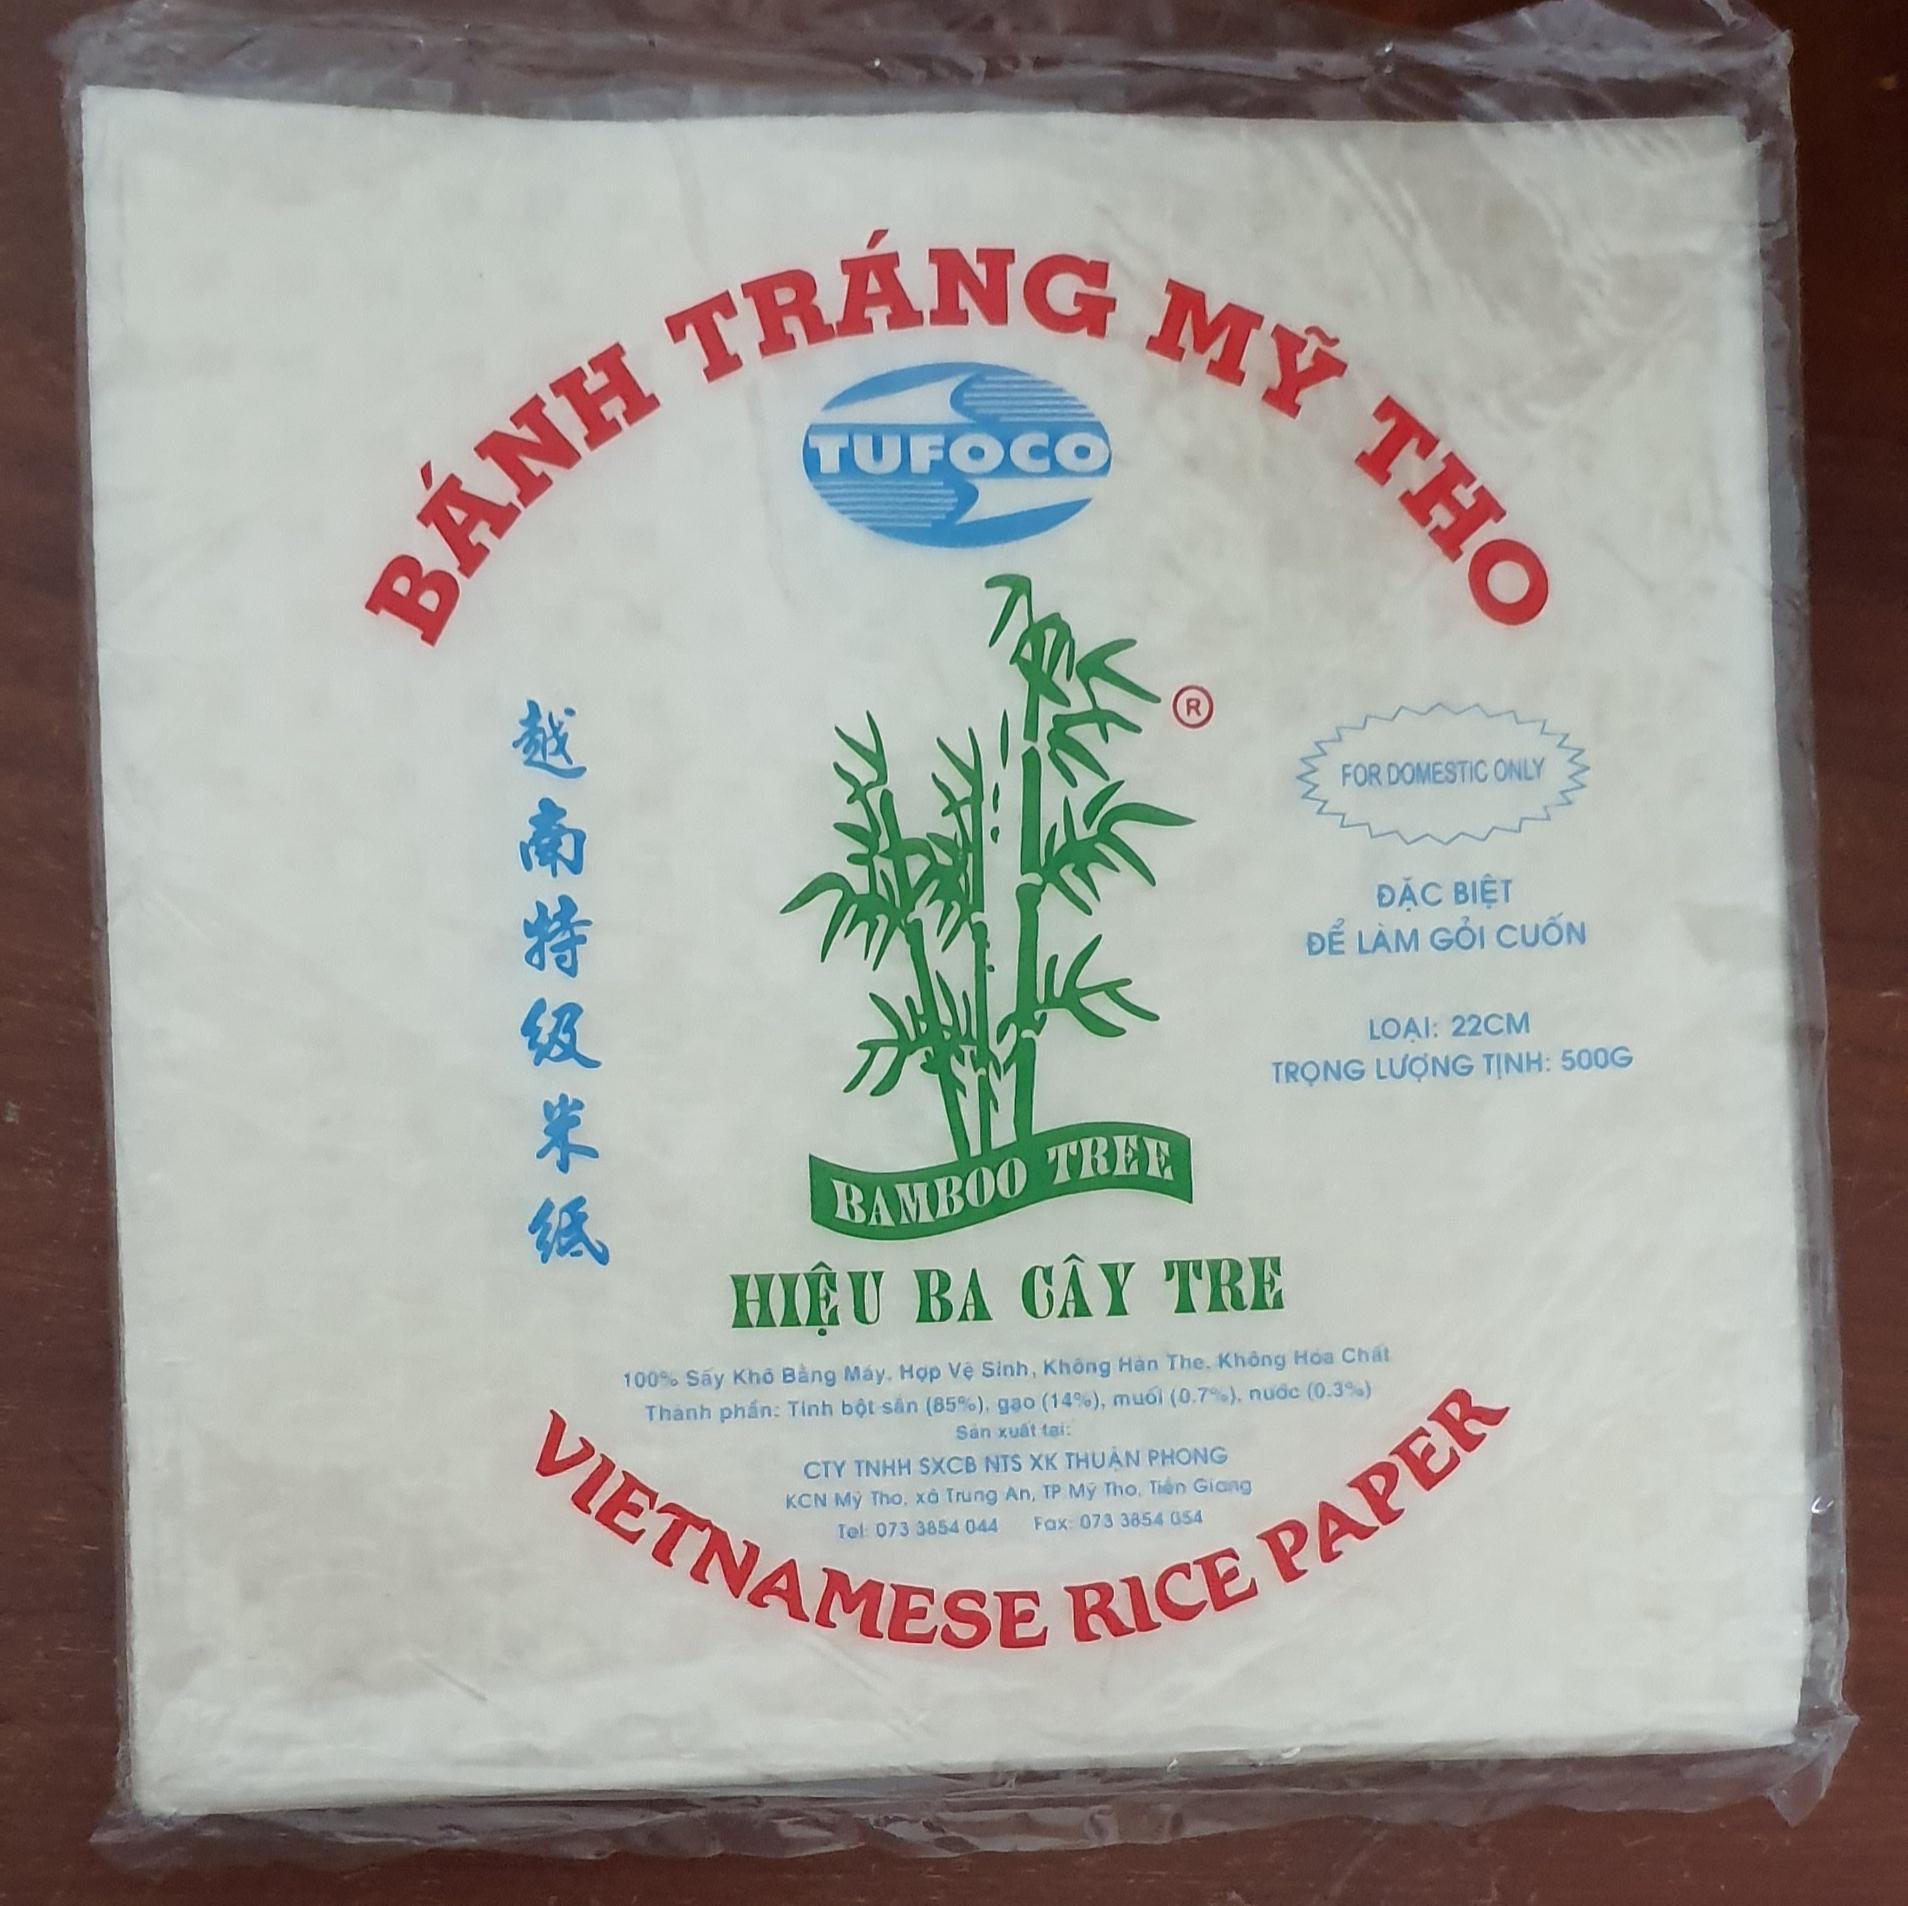 BÁNH TRÁNG MỸ THO
TUFOCO
®
越南特级米纸
FOR DOMESTIC ONLY
ĐẶC BIỆT
ĐỂ LÀM GỎI CUỐN
LOẠI: 22CM
TRỌNG LƯỢNG TỊNH: 500G
BAMBOO TREE
HIỆU BA CÂY TRE
100% Sấy Khô Bằng Máy, Hợp Vệ Sinh, Không Hàn The, Không Hóa Chất
Thành phần: Tinh bột sắn (85%), gạo (14%), muối (0.7%), nước (0.3%)
Sản xuất tại:
CTY TNHH SXCB NTS XK THUẬN PHONG
KCN Mỹ Tho, xã Trung An, TP Mỹ Tho, Tiền Giang
Tel: 073 3854 044 Fax: 073 3854 054
VIETNAMESE RICE PAPER